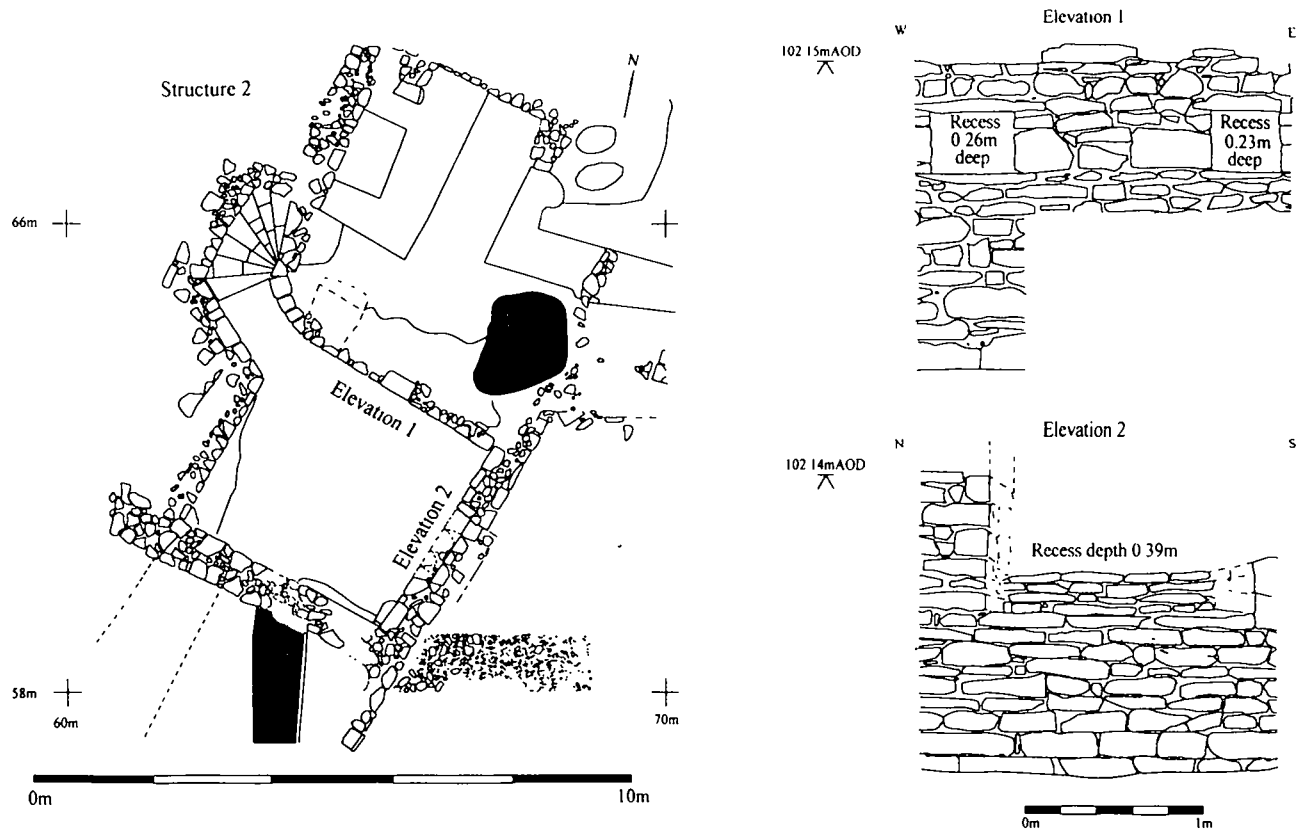 Structure 2
N
66m
Elevation 1
Elevation 2
58m
60m
70m
0m
10m
Elevation 1
W
E
102 15mAOD
Recess
0 26m
deep
Recess
0.23m
deep
Elevation 2
N
S
102 14mAOD
Recess depth 0 39m
0m
1m